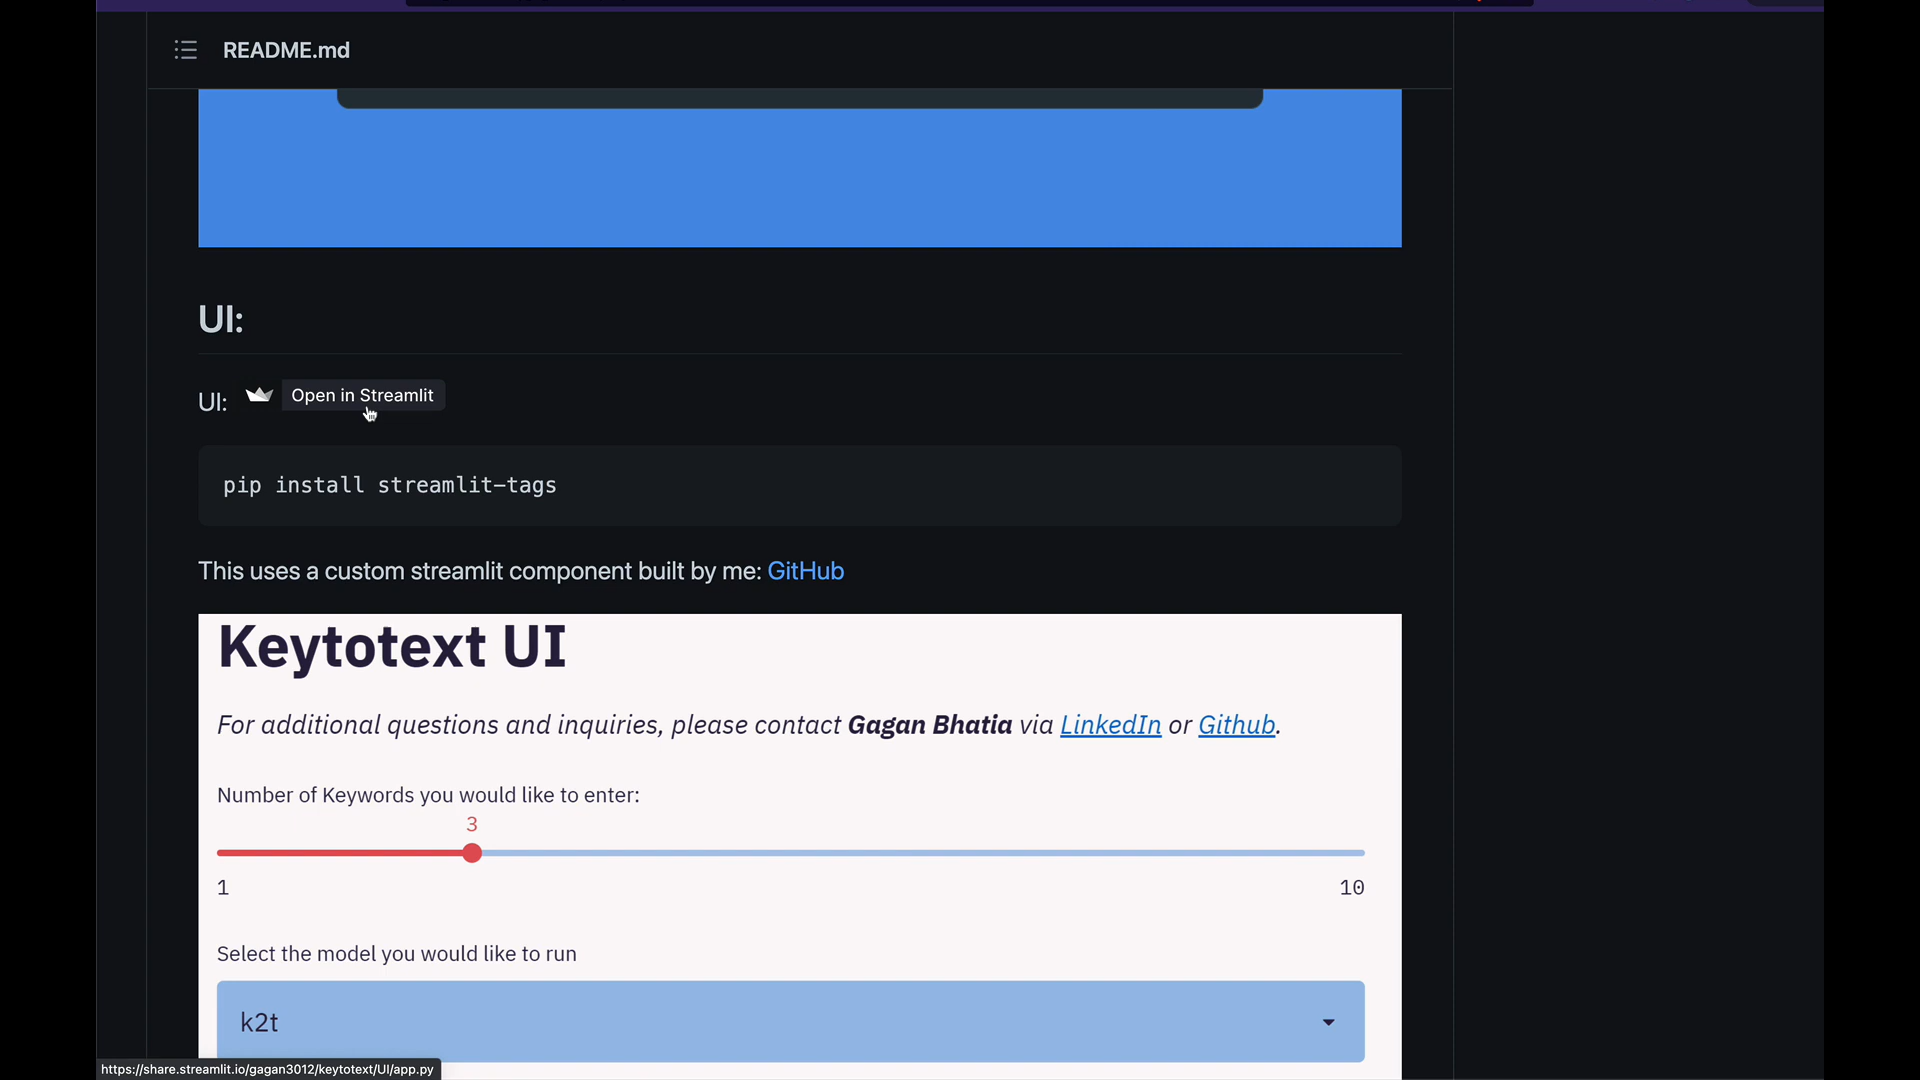 README.md
UI:
UI: Open in Streamlit
pip install streamlit-tags
This uses a custom streamlit component built by me: GitHub
Keytotext UI
For additional questions and inquiries, please contact Gagan Bhatia via LinkedIn or Github.
Number of Keywords you would like to enter:
3
1 10
Select the model you would like to run
k2t
https://share.streamlit.io/gagan3012/keytotext/UI/app.py